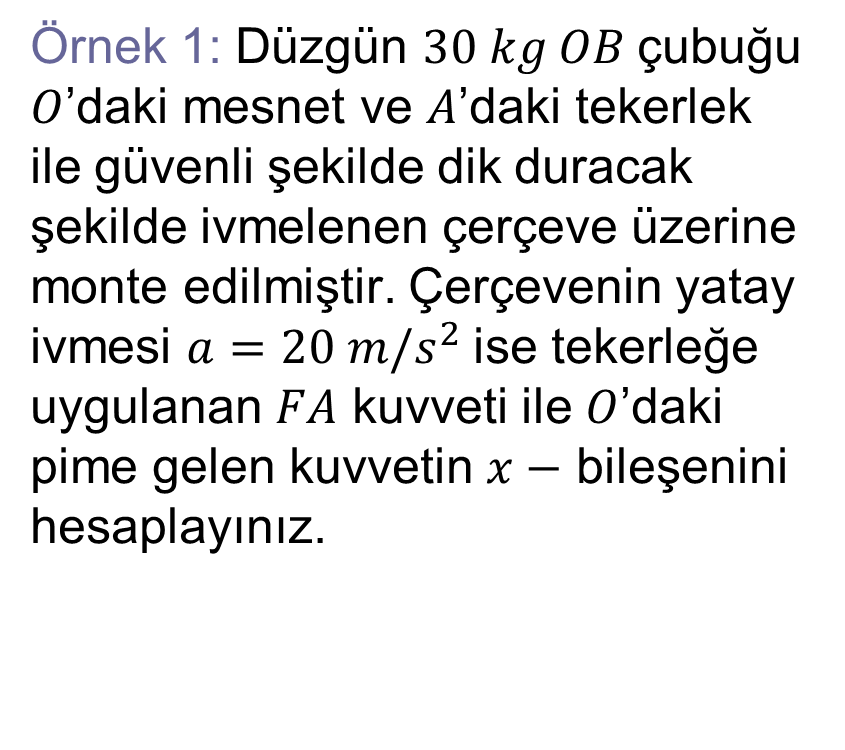 Örnek 1: Düzgün 30 kg OB çubuğu
O’daki mesnet ve A’daki tekerlek
ile güvenli şekilde dik duracak
şekilde ivmelenen çerçeve üzerine
monte edilmiştir. Çerçevenin yatay
ivmesi a = 20 m/s² ise tekerleğe
uygulanan FA kuvveti ile O’daki
pime gelen kuvvetin x − bileşenini
hesaplayınız.